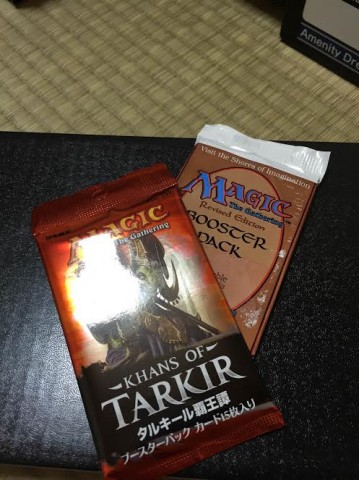 Amenity Dre
Visit the Shores of Imagination
MAGIC
The Gathering
Revised Edition
BOOSTER
PACK
MAGIC
The Gathering
KHANS OF
TARKIR
タルキール覇王譚
ブースターパック カード15枚入り